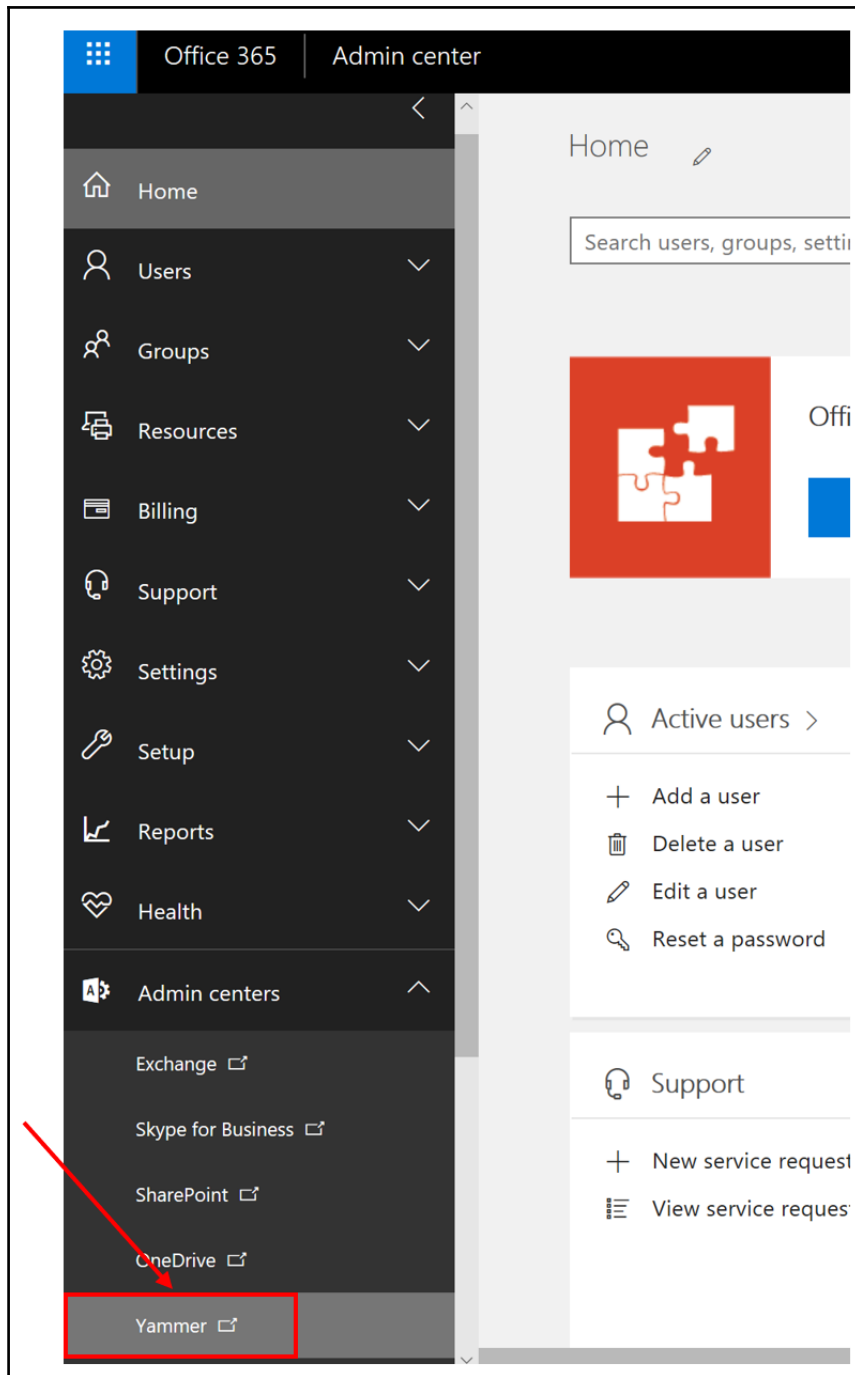 Office 365 Admin center
Home
Users
Groups
Resources
Billing
Support
Settings
Setup
Reports
Health
Admin centers
Exchange
Skype for Business
SharePoint
OneDrive
Yammer
Home
Search users, groups, setti
Offi
Active users
Add a user
Delete a user
Edit a user
Reset a password
Support
New service request
View service reques